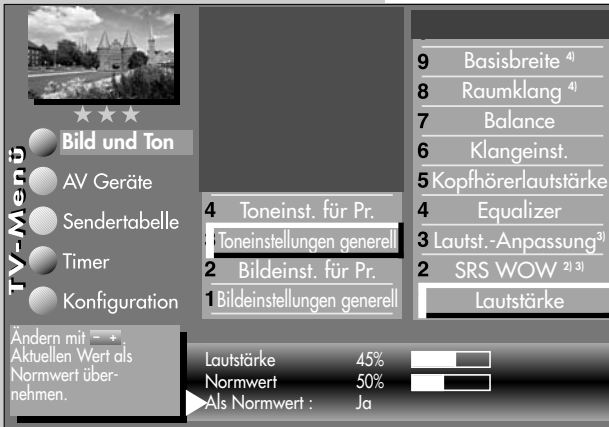 TV-Menü
Bild und Ton
AV Geräte
Sendertabelle
Timer
Konfiguration
Ändern mit - + .
Aktuellen Wert als
Normwert über-
nehmen.
4 Toneinst. für Pr.
3 Toneinstellungen generell
2 Bildeinst. für Pr.
1 Bildeinstellungen generell
9 Basisbreite 4)
8 Raumklang 4)
7 Balance
6 Klangeinst.
5 Kopfhörerlautstärke
4 Equalizer
3 Lautst.-Anpassung3)
2 SRS WOW 2) 3)
Lautstärke
Lautstärke 45%
Normwert 50%
Als Normwert : Ja